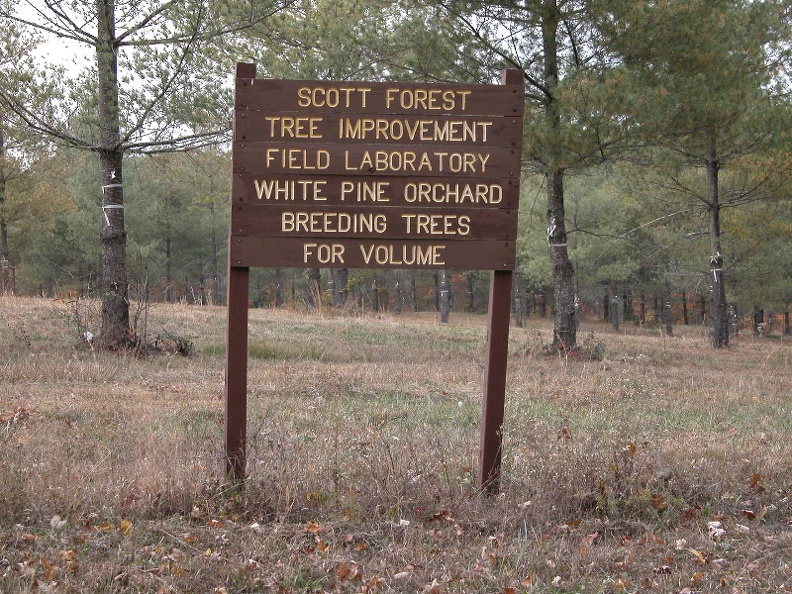 SCOTT FOREST
TREE IMPROVEMENT
FIELD LABORATORY
WHITE PINE ORCHARD
BREEDING TREES
FOR VOLUME